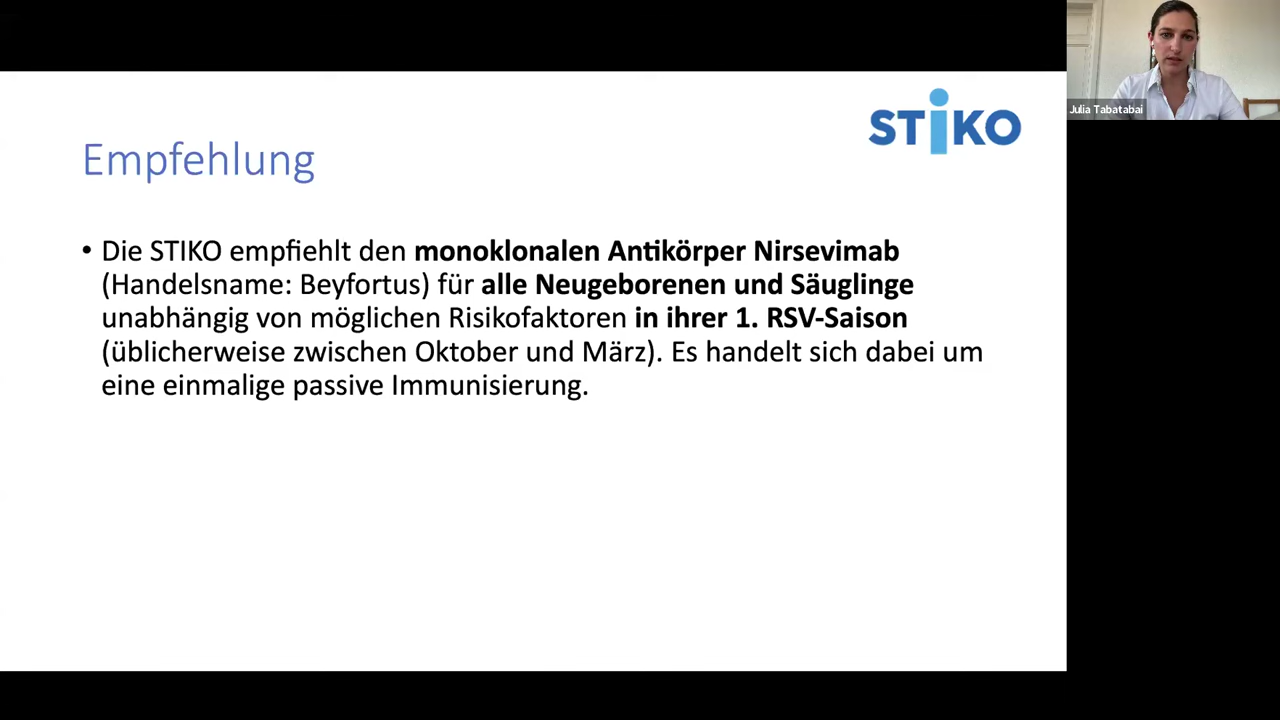 STIKO
Empfehlung
• Die STIKO empfiehlt den monoklonalen Antikörper Nirsevimab
(Handelsname: Beyfortus) für alle Neugeborenen und Säuglinge
unabhängig von möglichen Risikofaktoren in ihrer 1. RSV-Saison
(üblicherweise zwischen Oktober und März). Es handelt sich dabei um
eine einmalige passive Immunisierung.
Julia Tabatabai